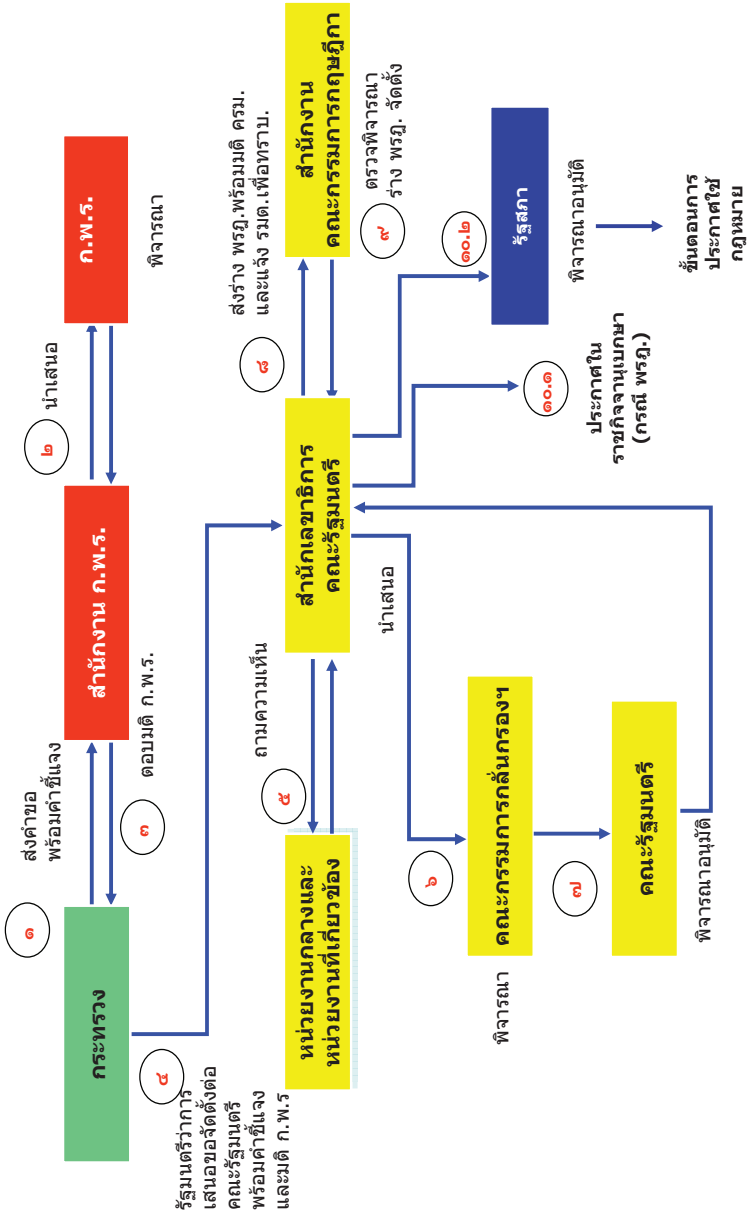 ๑
ส่งคำขอ
พร้อมคำชี้แจง
๒
นำเสนอ
กระทรวง
สำนักงาน ก.พ.ร.
ก.พ.ร.
๓
ตอบมติ ก.พ.ร.
พิจารณา
๔
รัฐมนตรีว่าการ
เสนอขอจัดตั้งต่อ
คณะรัฐมนตรี
พร้อมคำชี้แจง
และมติ ก.พ.ร
๕
ถามความเห็น
๘
ส่งร่าง พรฎ.พร้อมมติ ครม.
และแจ้ง รมต.เพื่อทราบ.
หน่วยงานกลางและ
หน่วยงานที่เกี่ยวข้อง
สำนักเลขาธิการ
คณะรัฐมนตรี
สำนักงาน
คณะกรรมการกฤษฎีกา
๙
ตรวจพิจารณา
ร่าง พรฎ. จัดตั้ง
นำเสนอ
๖
คณะกรรมการกลั่นกรองฯ
พิจารณา
๗
คณะรัฐมนตรี
พิจารณาอนุมัติ
๑๐.๑
ประกาศใน
ราชกิจจานุเบกษา
(กรณี พรฎ.)
๑๐.๒
รัฐสภา
พิจารณาอนุมัติ
ขั้นตอนการ
ประกาศใช้
กฎหมาย